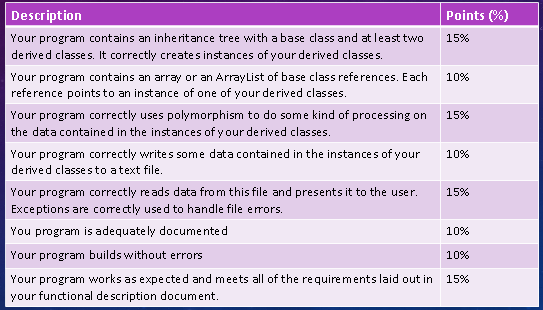 Description Points (%)
Your program contains an inheritance tree with a base class and at least two 15%
derived classes. It correctly creates instances of your derived classes.
Your program contains an array or an ArrayList of base class references. Each 10%
reference points to an instance of one of your derived classes.
Your program correctly uses polymorphism to do some kind of processing on 15%
the data contained in the instances of your derived classes.
Your program correctly writes some data contained in the instances of your 10%
derived classes to a text file.
Your program correctly reads data from this file and presents it to the user. 15%
Exceptions are correctly used to handle file errors.
You program is adequately documented 10%
Your program builds without errors 10%
Your program works as expected and meets all of the requirements laid out in 15%
your functional description document.